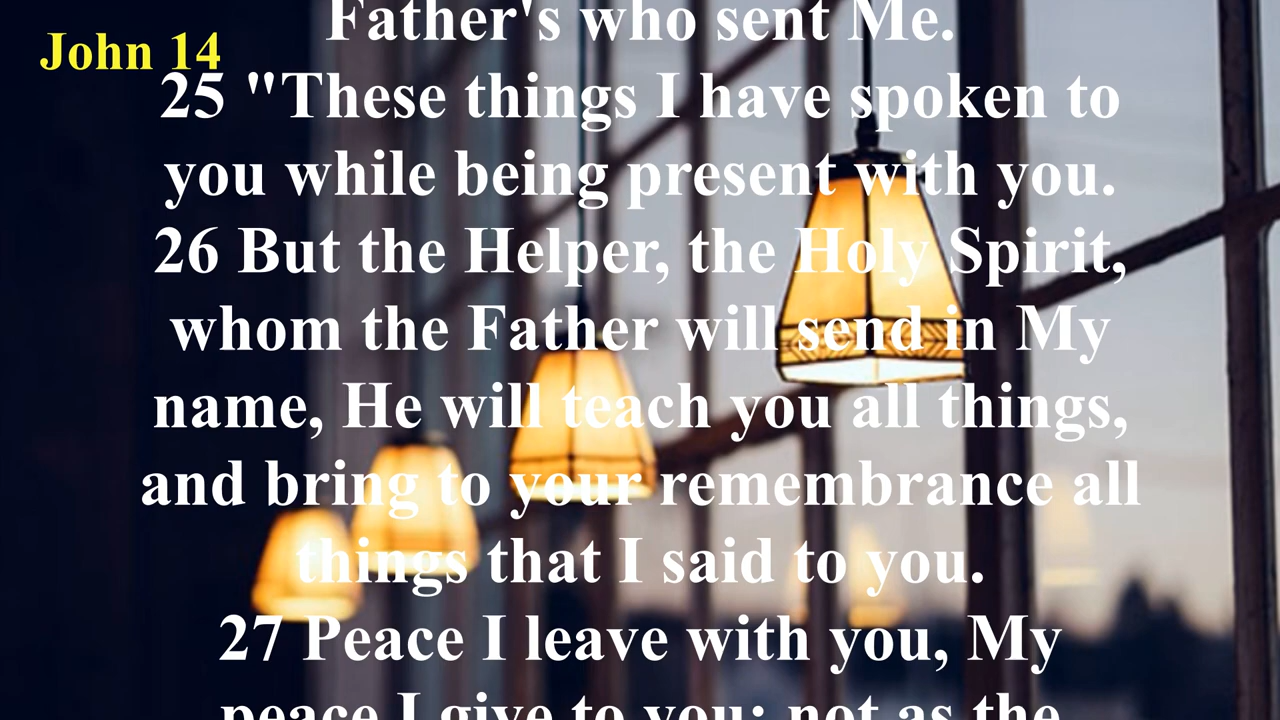 Father's who sent Me.
John 14
25 "These things I have spoken to
you while being present with you.
26 But the Helper, the Holy Spirit,
whom the Father will send in My
name, He will teach you all things,
and bring to your remembrance all
things that I said to you.
27 Peace I leave with you, My
peace I give to you; not as the